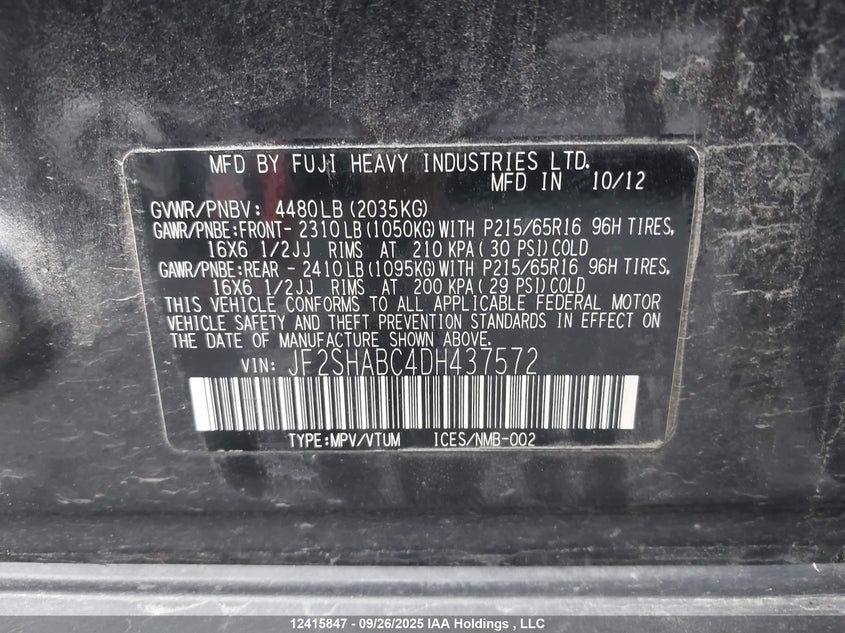 MFD BY FUJI HEAVY INDUSTRIES LTD.
MFD IN 10/12
GVWR/PNBV: 4480LB(2035KG)
GAWR/PNBE:FRONT- 2310LB(1050KG)WITH P215/65R16 96H TIRES,
16X6 1/2JJ RIMS AT 210 KPA( 30 PSI)COLD
GAWR/PNBE:REAR - 2410LB(1095KG)WITH P215/65R16 96H TIRES,
16X6 1/2JJ RIMS AT 200 KPA( 29 PSI)COLD
THIS VEHICLE CONFORMS TO ALL APPLICABLE FEDERAL MOTOR
VEHICLE SAFETY AND THEFT PREVENTION STANDARDS IN EFFECT ON
THE DATE OF MANUFACTURE SHOWN ABOVE.
VIN: JF2SHABC4DH437572
TYPE:MPV/VTUM ICES/NMB-002
12415847 - 09/26/2025 IAA Holdings , LLC